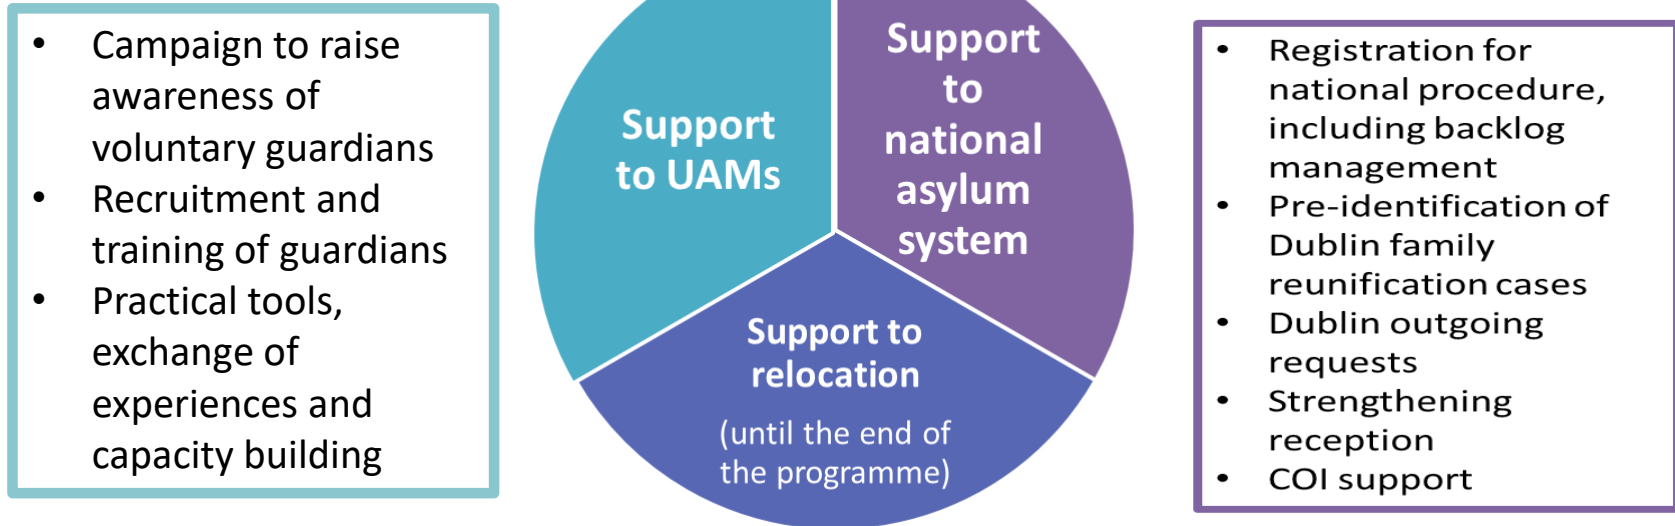 • Campaign to raise
awareness of
voluntary guardians
• Recruitment and
training of guardians
• Practical tools,
exchange of
experiences and
capacity building
Support
to UAMs
Support
to
national
asylum
system
Support to
relocation
(until the end of
the programme)
• Registration for
national procedure,
including backlog
management
• Pre-identification of
Dublin family
reunification cases
• Dublin outgoing
requests
• Strengthening
reception
• COI support